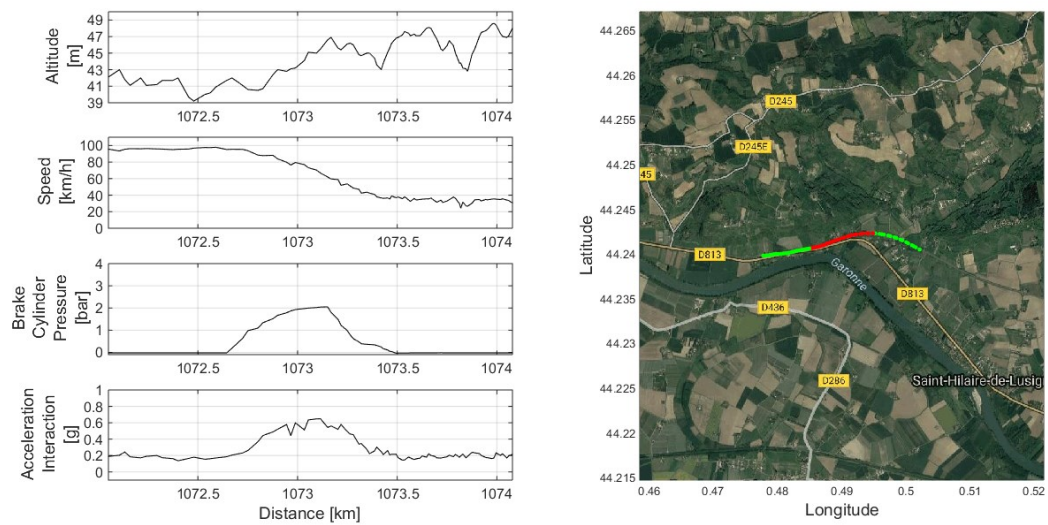 49
47
45
43
41
39
Altitude
[m]
1072.5
1073
1073.5
1074
100
80
60
40
20
0
Speed
[km/h]
1072.5
1073
1073.5
1074
4
3
2
1
0
Brake
Cylinder
Pressure
[bar]
1072.5
1073
1073.5
1074
1
0.8
0.6
0.4
0.2
0
Acceleration
Interaction
[g]
1072.5
1073
1073.5
1074
Distance [km]
44.265
44.26
44.255
44.25
44.245
44.24
44.235
44.23
44.225
44.22
44.215
Latitude
D245
D245E
45
D813
Garonne
D813
D436
D286
Saint-Hilaire-de-Lusign
0.46
0.47
0.48
0.49
0.5
0.51
0.52
Longitude